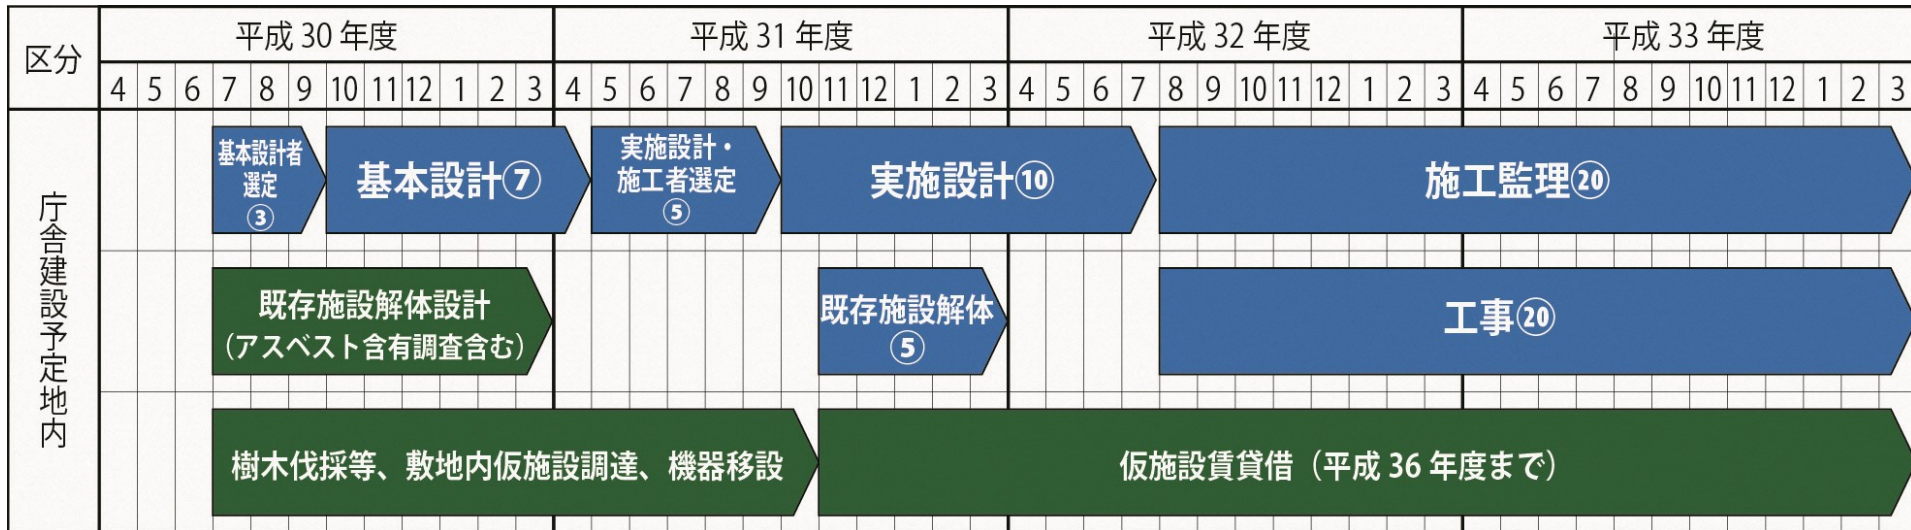 区分
平成 30 年度
平成 31 年度
平成 32 年度
平成 33 年度
4 5 6 7 8 9 10 11 12 1 2 3 4 5 6 7 8 9 10 11 12 1 2 3 4 5 6 7 8 9 10 11 12 1 2 3 4 5 6 7 8 9 10 11 12 1 2 3
庁舎建設予定地内
基本設計者
選定
③
基本設計⑦
実施設計・
施工者選定
⑤
実施設計⑩
施工監理⑳
既存施設解体設計
（アスベスト含有調査含む）
既存施設解体
⑤
工事⑳
樹木伐採等、敷地内仮施設調達、機器移設
仮施設賃貸借（平成 36 年度まで）